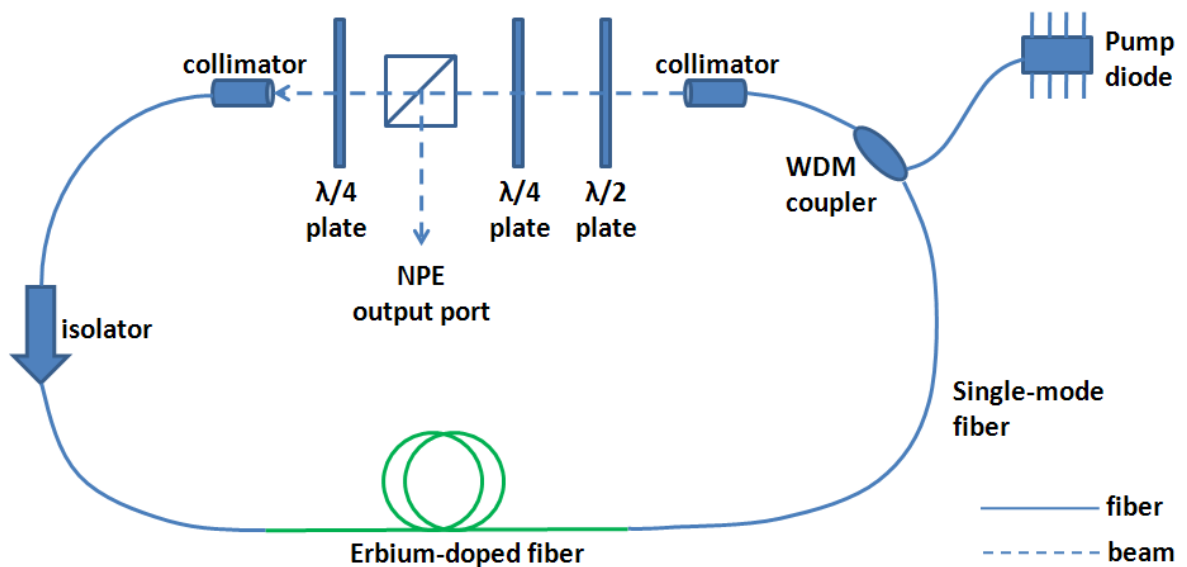 collimator
collimator
Pump
diode
WDM
coupler
λ/4
plate
λ/4
plate
λ/2
plate
NPE
output port
isolator
Single-mode
fiber
Erbium-doped fiber
fiber
beam